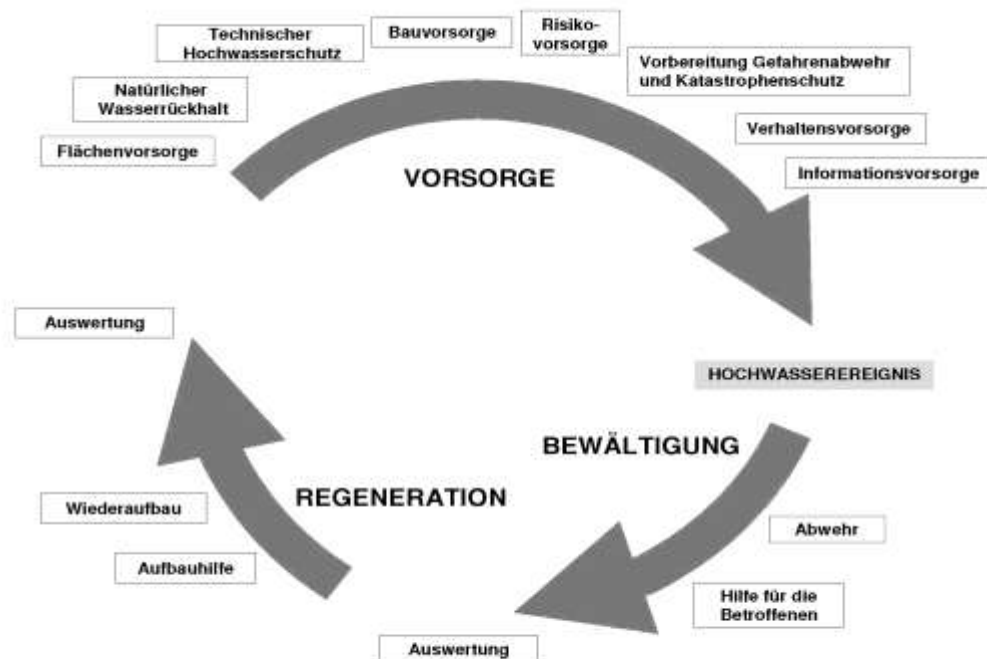 Technischer
Hochwasserschutz
Bauvorsorge
Risiko-
vorsorge
Vorbereitung Gefahrenabwehr
und Katastrophenschutz
Natürlicher
Wasserrückhalt
Verhaltensvorsorge
Flächenvorsorge
Informationsvorsorge
VORSORGE
Auswertung
HOCHWASSEREREIGNIS
BEWÄLTIGUNG
REGENERATION
Wiederaufbau
Abwehr
Aufbauhilfe
Hilfe für die
Betroffenen
Auswertung